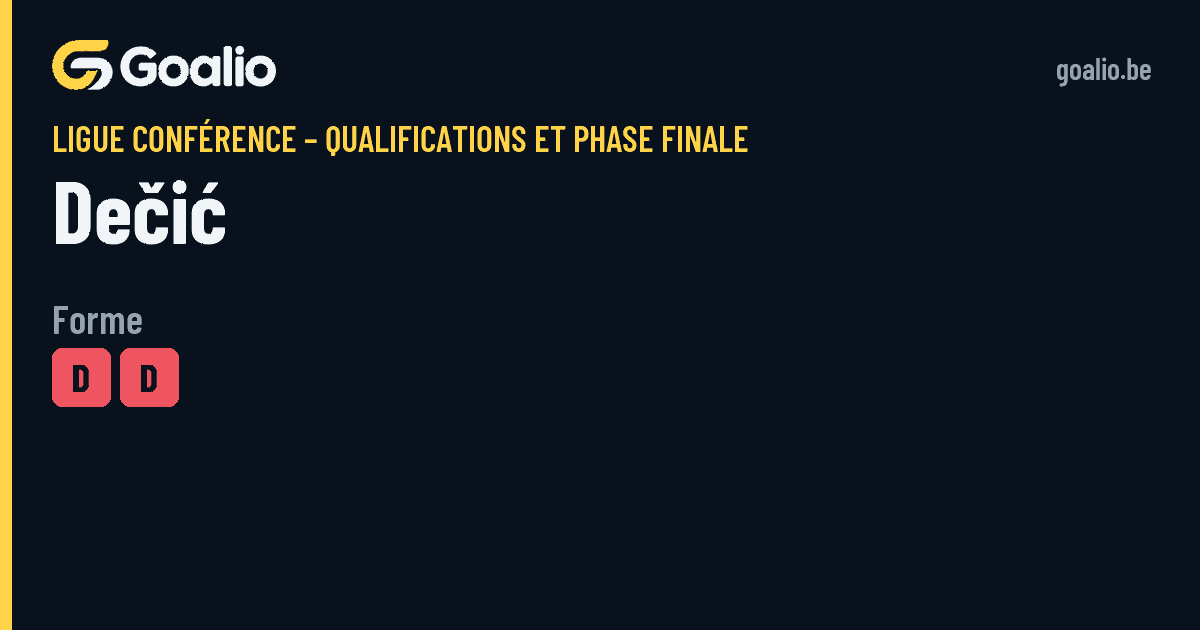 Goalio
goalio.be
LIGUE CONFÉRENCE – QUALIFICATIONS ET PHASE FINALE
Dečić
Forme
D D